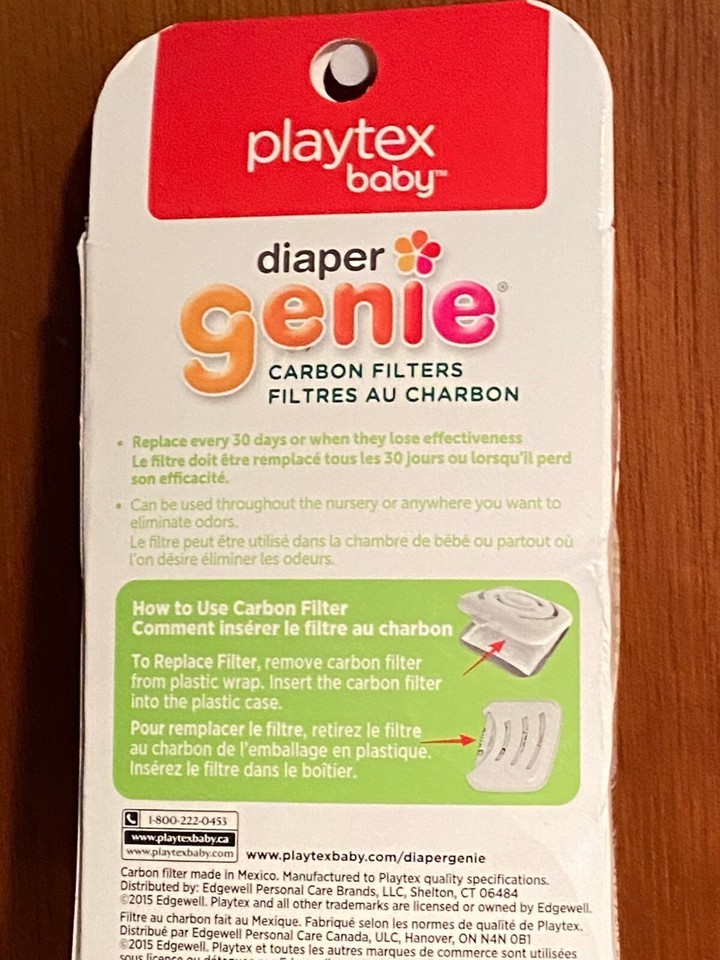 playtex
baby™
diaper
genie®
CARBON FILTERS
FILTRES AU CHARBON
• Replace every 30 days or when they lose effectiveness
Le filtre doit être remplacé tous les 30 jours ou lorsqu'il perd
son efficacité.
• Can be used throughout the nursery or anywhere you want to
eliminate odors.
Le filtre peut être utilisé dans la chambre de bébé ou partout où
l'on désire éliminer les odeurs.
How to Use Carbon Filter
Comment insérer le filtre au charbon
To Replace Filter, remove carbon filter
from plastic wrap. Insert the carbon filter
into the plastic case.
Pour remplacer le filtre, retirez le filtre
au charbon de l'emballage en plastique.
Insérez le filtre dans le boîtier.
1-800-222-0453
www.playtexbaby.ca
www.playtexbaby.com
www.playtexbaby.com/diapergenie
Carbon filter made in Mexico. Manufactured to Playtex quality specifications.
Distributed by: Edgewell Personal Care Brands, LLC, Shelton, CT 06484
©2015 Edgewell. Playtex and all other trademarks are licensed or owned by Edgewell.
Filtre au charbon fait au Mexique. Fabriqué selon les normes de qualité de Playtex.
Distribué par Edgewell Personal Care Canada, ULC, Hanover, ON N4N 0B1
©2015 Edgewell. Playtex et toutes les autres marques de commerce sont utilisées
sous licence ou